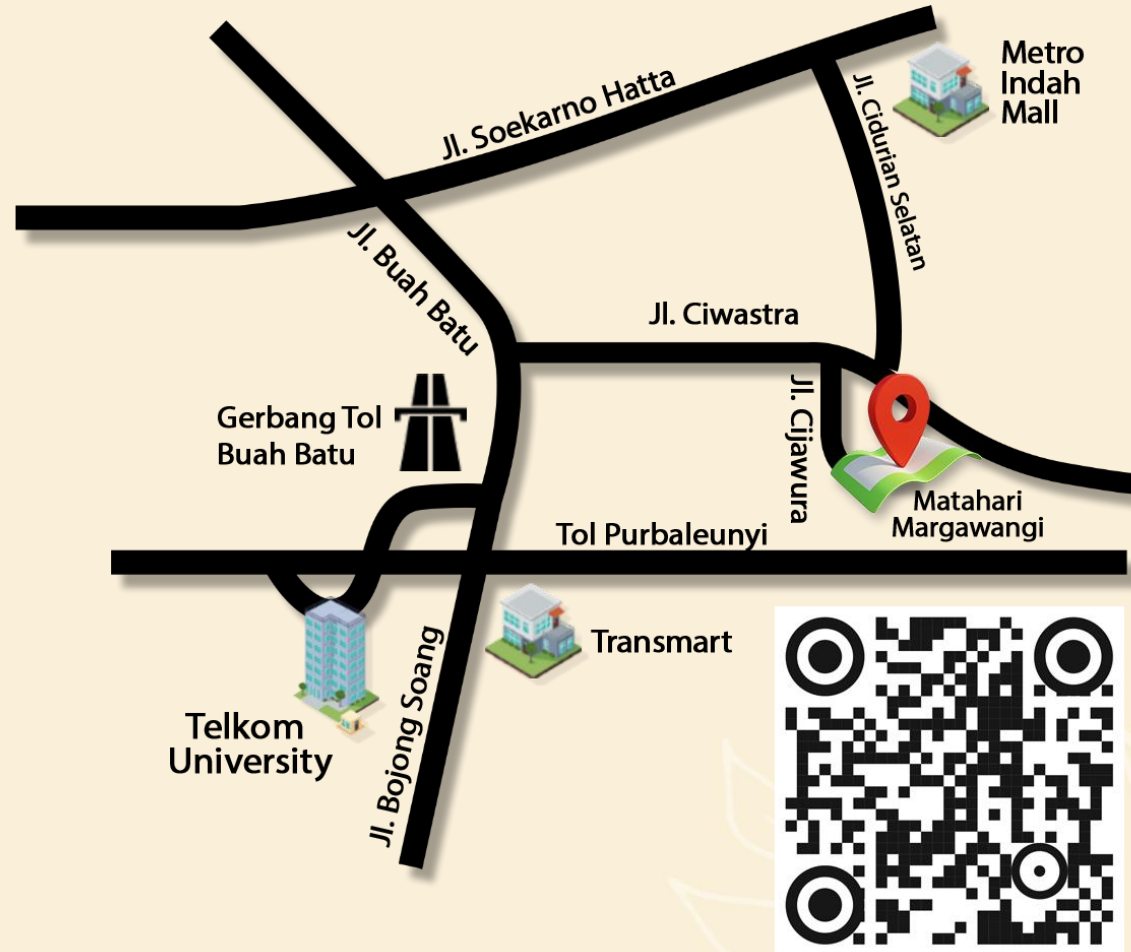 Metro
Indah
Mall
Jl. Soekarno Hatta
Jl. Cidurian Selatan
Jl. Buah Batu
Jl. Ciwastra
Gerbang Tol
Buah Batu
Jl. Cijawura
Matahari
Margawangi
Tol Purbaleunyi
Transmart
Telkom
University
Jl. Bojong Soang